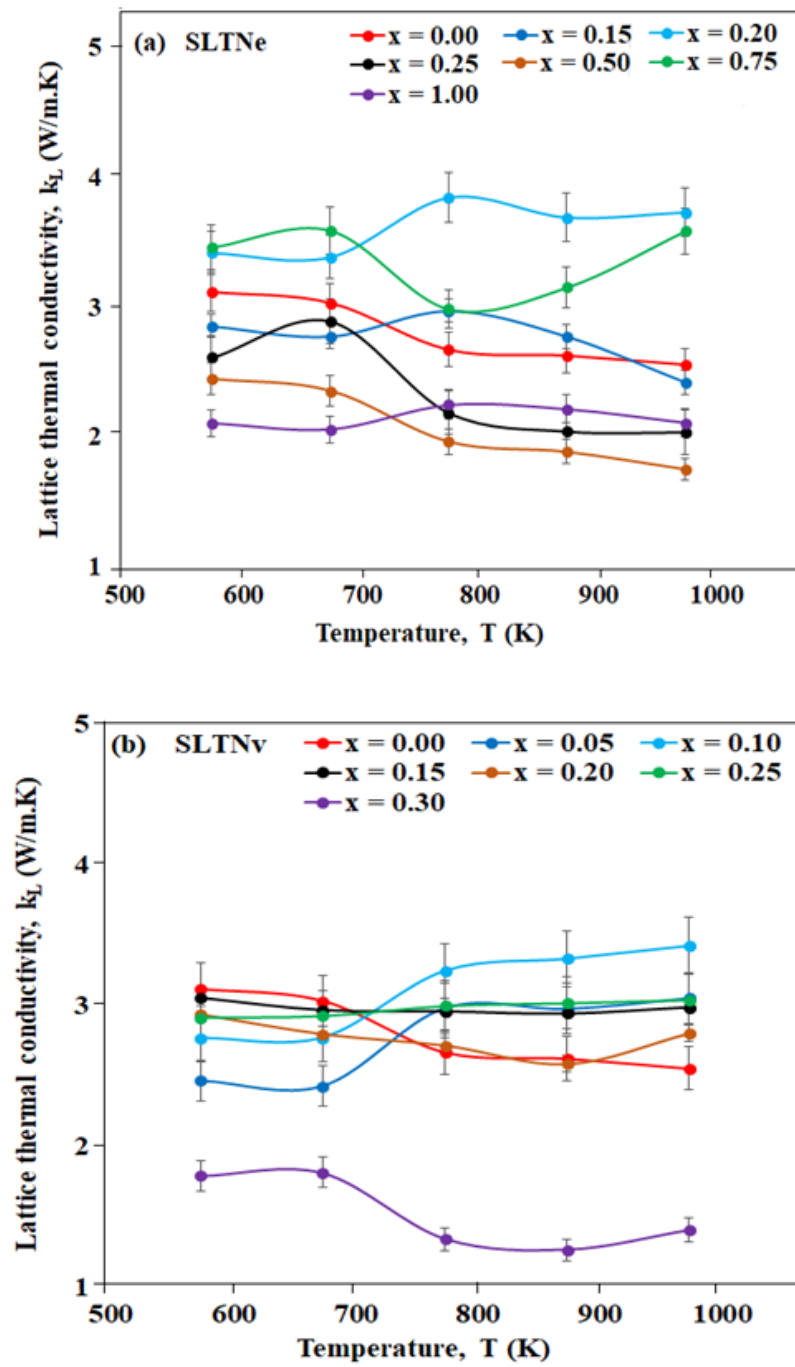 (a) SLTNe
x = 0.00 x = 0.15 x = 0.20
x = 0.25 x = 0.50 x = 0.75
x = 1.00
Lattice thermal conductivity, kL (W/m.K)
5
4
3
2
1
500 600 700 800 900 1000
Temperature, T (K)
(b) SLTNv
x = 0.00 x = 0.05 x = 0.10
x = 0.15 x = 0.20 x = 0.25
x = 0.30
Lattice thermal conductivity, kL (W/m.K)
5
4
3
2
1
500 600 700 800 900 1000
Temperature, T (K)